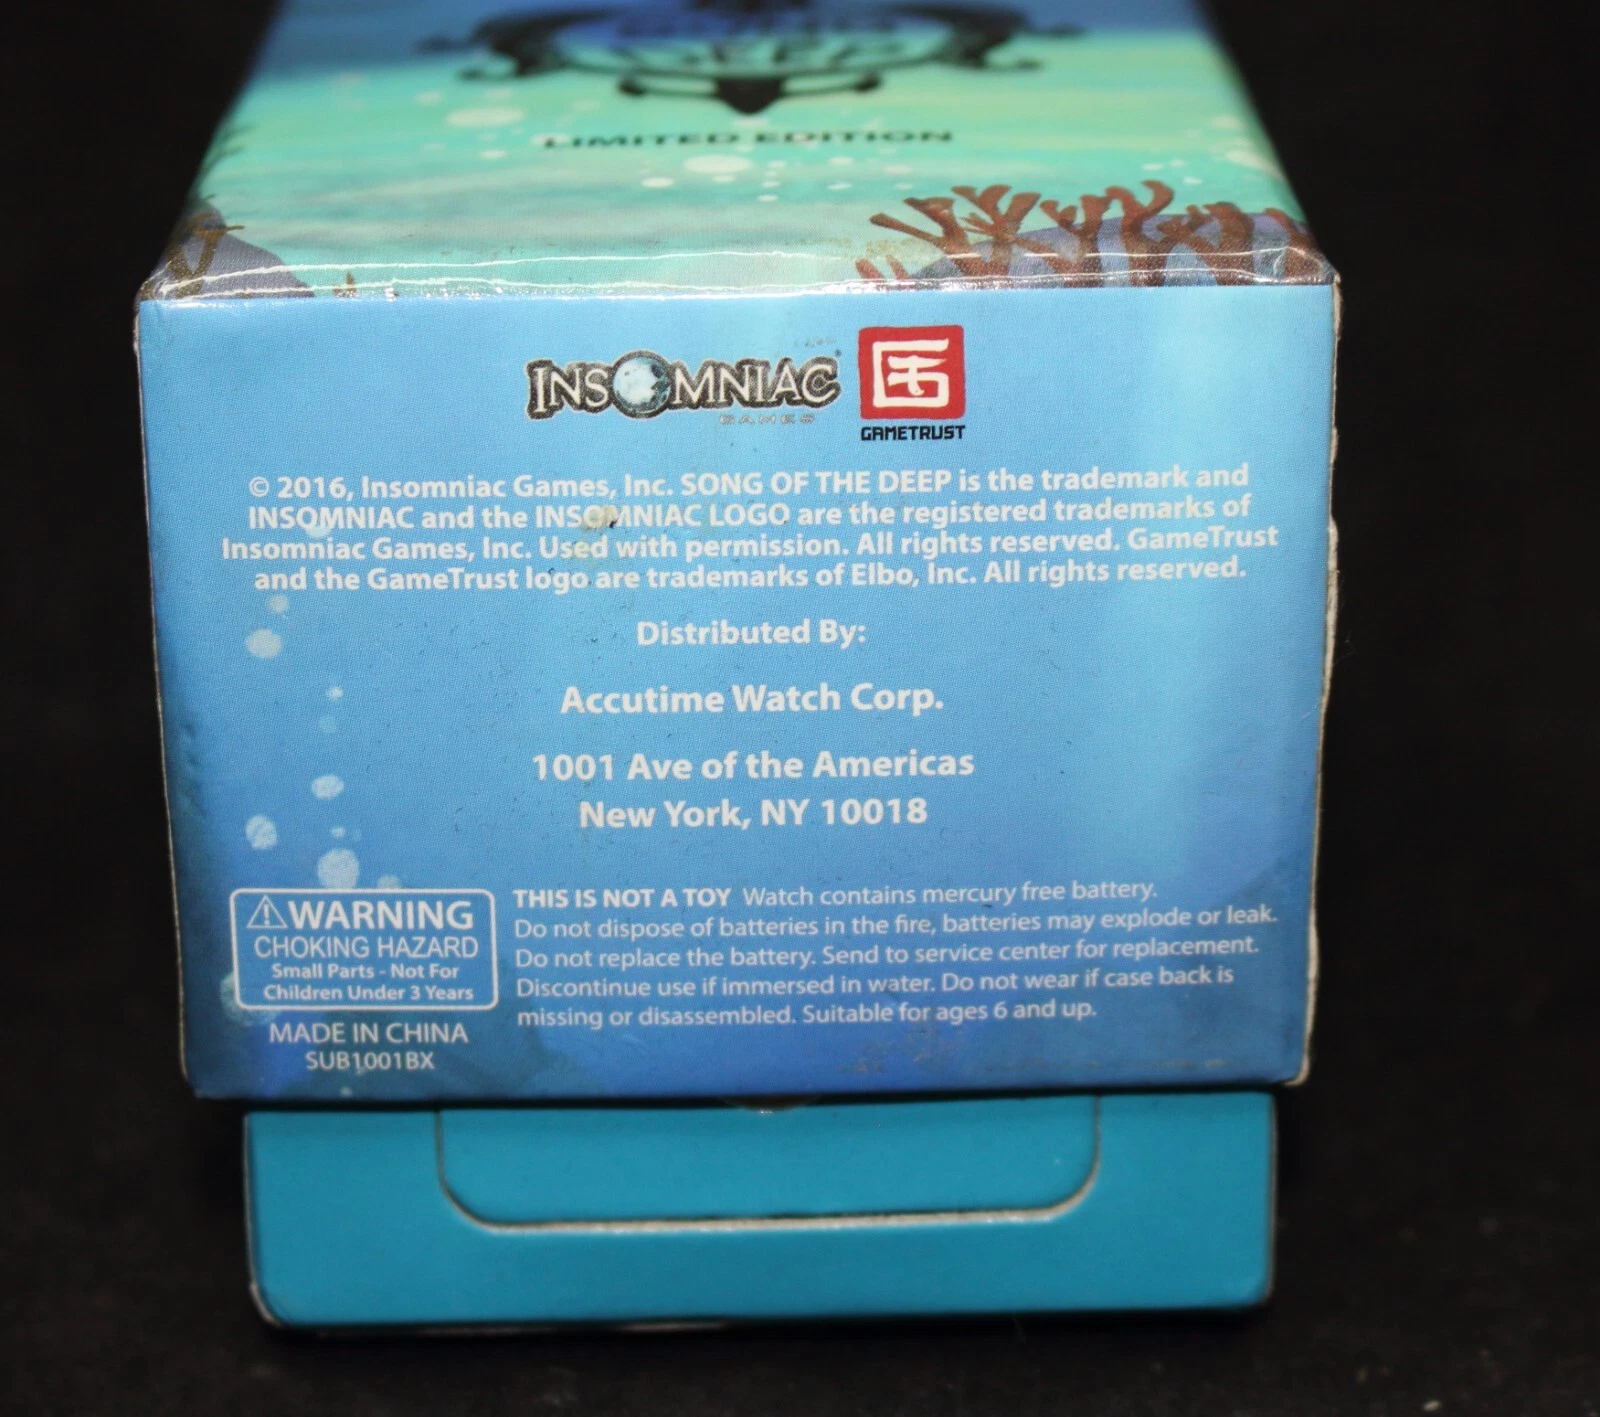 DEEP
LIMITED EDITION
INSOMNIAC
GAMES
GAMETRUST
© 2016, Insomniac Games, Inc. SONG OF THE DEEP is the trademark and
INSOMNIAC and the INSOMNIAC LOGO are the registered trademarks of
Insomniac Games, Inc. Used with permission. All rights reserved. GameTrust
and the GameTrust logo are trademarks of Elbo, Inc. All rights reserved.
Distributed By:
Accutime Watch Corp.
1001 Ave of the Americas
New York, NY 10018
⚠WARNING
CHOKING HAZARD
Small Parts - Not For
Children Under 3 Years
MADE IN CHINA
SUB1001BX
THIS IS NOT A TOY Watch contains mercury free battery.
Do not dispose of batteries in the fire, batteries may explode or leak.
Do not replace the battery. Send to service center for replacement.
Discontinue use if immersed in water. Do not wear if case back is
missing or disassembled. Suitable for ages 6 and up.